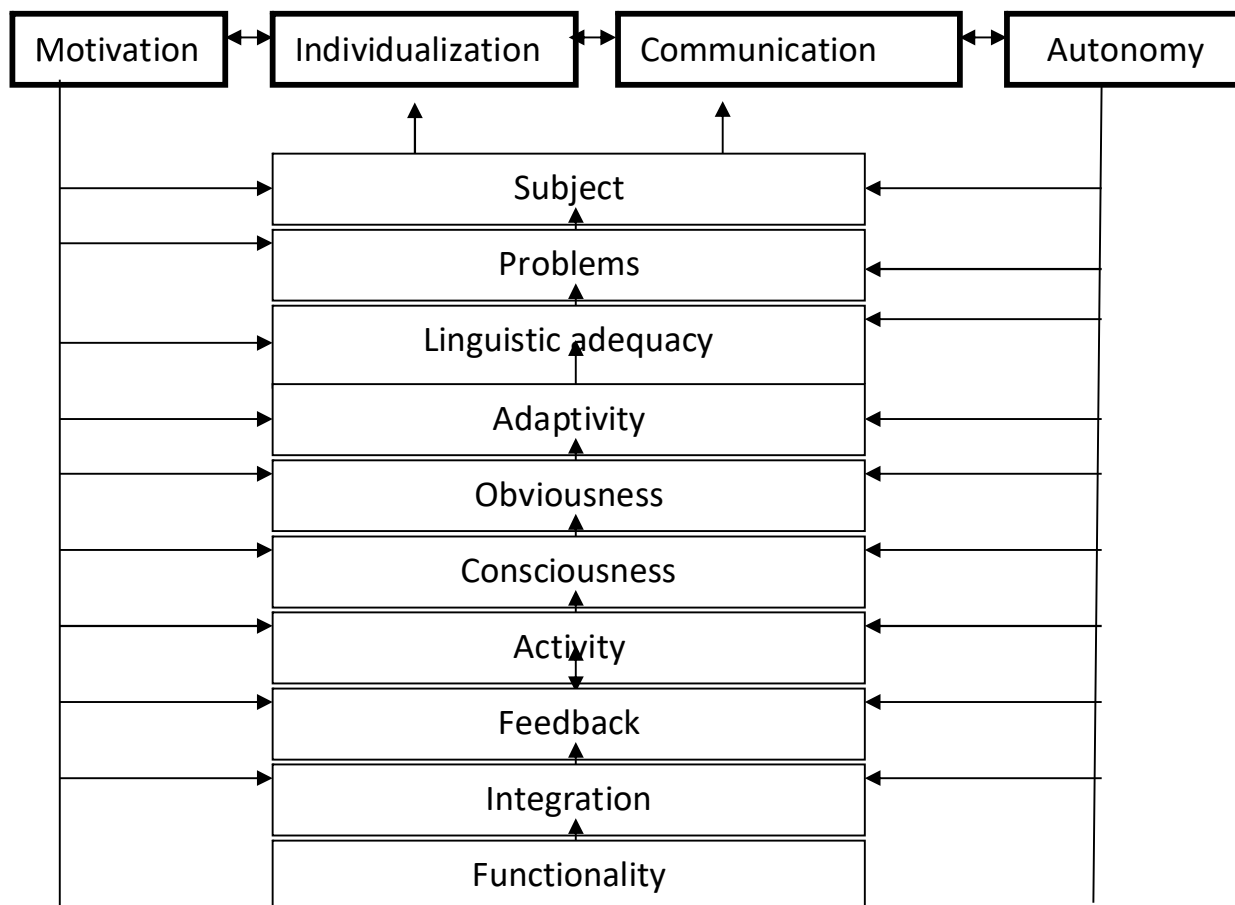 Motivation
Individualization
Communication
Autonomy
Subject
Problems
Linguistic adequacy
Adaptivity
Obviousness
Consciousness
Activity
Feedback
Integration
Functionality